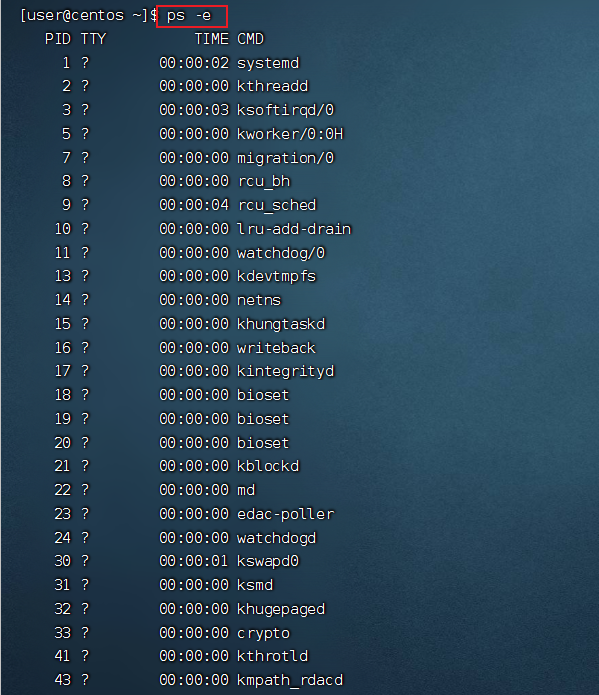 [user@centos ~]$ ps -e
PID TTY TIME CMD
1 ? 00:00:02 systemd
2 ? 00:00:00 kthreadd
3 ? 00:00:03 ksoftirqd/0
5 ? 00:00:00 kworker/0:0H
7 ? 00:00:00 migration/0
8 ? 00:00:00 rcu_bh
9 ? 00:00:04 rcu_sched
10 ? 00:00:00 lru-add-drain
11 ? 00:00:00 watchdog/0
13 ? 00:00:00 kdevtmpfs
14 ? 00:00:00 netns
15 ? 00:00:00 khungtaskd
16 ? 00:00:00 writeback
17 ? 00:00:00 kintegrityd
18 ? 00:00:00 bioset
19 ? 00:00:00 bioset
20 ? 00:00:00 bioset
21 ? 00:00:00 kblockd
22 ? 00:00:00 md
23 ? 00:00:00 edac-poller
24 ? 00:00:00 watchdogd
30 ? 00:00:01 kswapd0
31 ? 00:00:00 ksmd
32 ? 00:00:00 khugepaged
33 ? 00:00:00 crypto
41 ? 00:00:00 kthrotld
43 ? 00:00:00 kmpath_rdacd